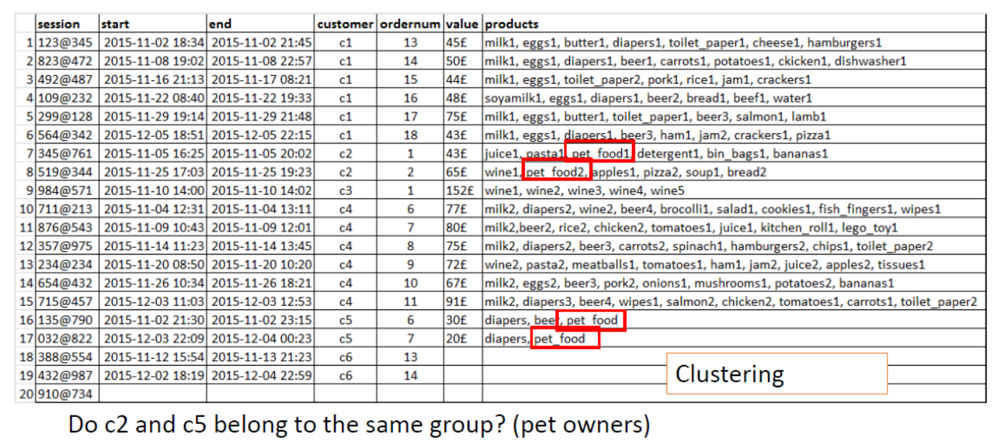 session start end customer ordernum value products
1 123@345 2015-11-02 18:34 2015-11-02 21:45 c1 13 45£ milk1, eggs1, butter1, diapers1, toilet_paper1, cheese1, hamburgers1
2 823@472 2015-11-08 19:02 2015-11-08 22:57 c1 14 50£ milk1, eggs1, diapers1, beer1, carrots1, potatoes1, ckicken1, dishwasher1
3 492@487 2015-11-16 21:13 2015-11-17 08:21 c1 15 44£ milk1, eggs1, toilet_paper2, pork1, rice1, jam1, crackers1
4 109@232 2015-11-22 08:40 2015-11-22 19:33 c1 16 48£ soyamilk1, eggs1, diapers1, beer2, bread1, beef1, water1
5 299@128 2015-11-29 19:14 2015-11-29 21:48 c1 17 75£ milk1, eggs1, butter1, toilet_paper1, beer3, salmon1, lamb1
6 564@342 2015-12-05 18:51 2015-12-05 22:15 c1 18 43£ milk1, eggs1, diapers1, beer3, ham1, jam2, crackers1, pizza1
7 345@761 2015-11-05 16:25 2015-11-05 20:02 c2 1 43£ juice1, pasta1, pet_food1, detergent1, bin_bags1, bananas1
8 519@344 2015-11-25 17:03 2015-11-25 19:23 c2 2 65£ wine1, pet_food2, apples1, pizza2, soup1, bread2
9 984@571 2015-11-10 14:00 2015-11-10 14:02 c3 1 152£ wine1, wine2, wine3, wine4, wine5
10 711@213 2015-11-04 12:31 2015-11-04 13:11 c4 6 77£ milk2, diapers2, wine2, beer4, brocolli1, salad1, cookies1, fish_fingers1, wipes1
11 876@543 2015-11-09 10:43 2015-11-09 12:01 c4 7 80£ milk2,beer2, rice2, chicken2, tomatoes1, juice1, kitchen_roll1, lego_toy1
12 357@975 2015-11-14 11:23 2015-11-14 13:45 c4 8 75£ milk2, diapers2, beer3, carrots2, spinach1, hamburgers2, chips1, toilet_paper2
13 234@234 2015-11-20 08:50 2015-11-20 10:20 c4 9 72£ wine2, pasta2, meatballs1, tomatoes1, ham1, jam2, juice2, apples2, tissues1
14 654@432 2015-11-26 10:34 2015-11-26 18:21 c4 10 67£ milk2, eggs2, beer3, pork2, onions1, mushrooms1, potatoes2, bananas1
15 715@457 2015-12-03 11:03 2015-12-03 12:53 c4 11 91£ milk2, diapers3, beer4, wipes1, salmon2, chicken2, tomatoes1, carrots1, toilet_paper2
16 135@790 2015-11-02 21:30 2015-11-02 23:15 c5 6 30£ diapers, beer, pet_food
17 032@822 2015-12-03 22:09 2015-12-04 00:23 c5 7 20£ diapers, pet_food
18 388@554 2015-11-12 15:54 2015-11-13 21:23 c6 13
19 432@987 2015-12-02 18:19 2015-12-04 22:59 c6 14
20 910@734
Clustering
Do c2 and c5 belong to the same group? (pet owners)